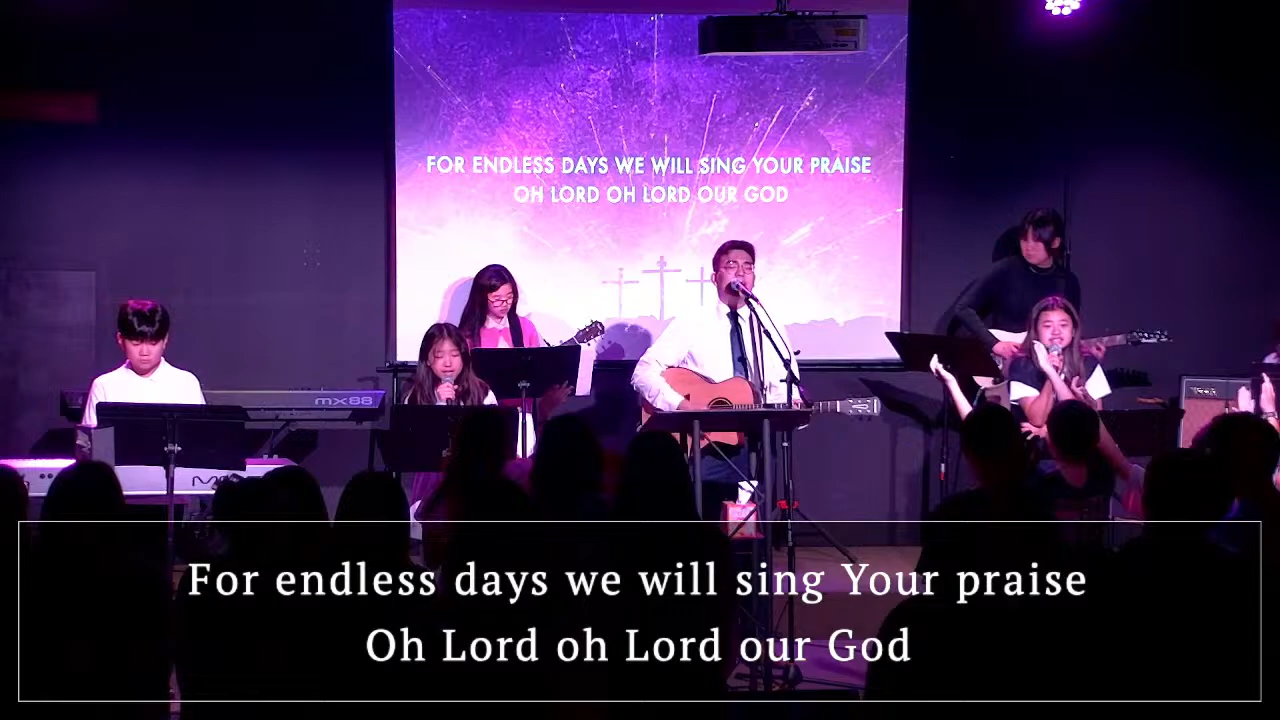 FOR ENDLESS DAYS WE WILL SING YOUR PRAISE
OH LORD OH LORD OUR GOD
mx88
For endless days we will sing Your praise
Oh Lord oh Lord our God